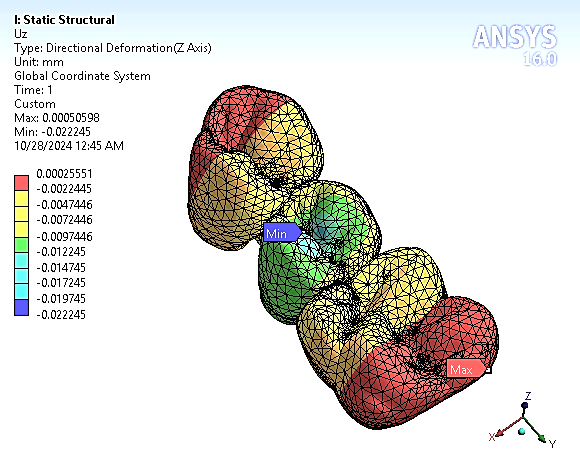 I: Static Structural
Uz
Type: Directional Deformation(Z Axis)
Unit: mm
Global Coordinate System
Time: 1
Custom
Max: 0.00050598
Min: -0.022245
10/28/2024 12:45 AM
ANSYS
16.0
0.00025551
-0.0022445
-0.0047446
-0.0072446
-0.0097446
-0.012245
-0.014745
-0.017245
-0.019745
-0.022245
Min
Max
Z
X
Y